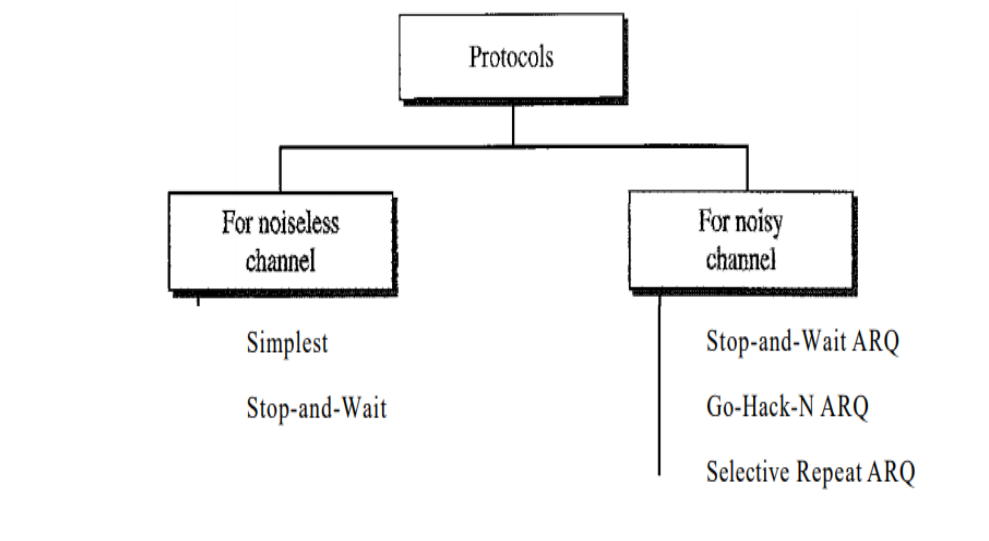 Protocols
For noiseless
channel
For noisy
channel
Simplest
Stop-and-Wait
Stop-and-Wait ARQ
Go-Hack-N ARQ
Selective Repeat ARQ